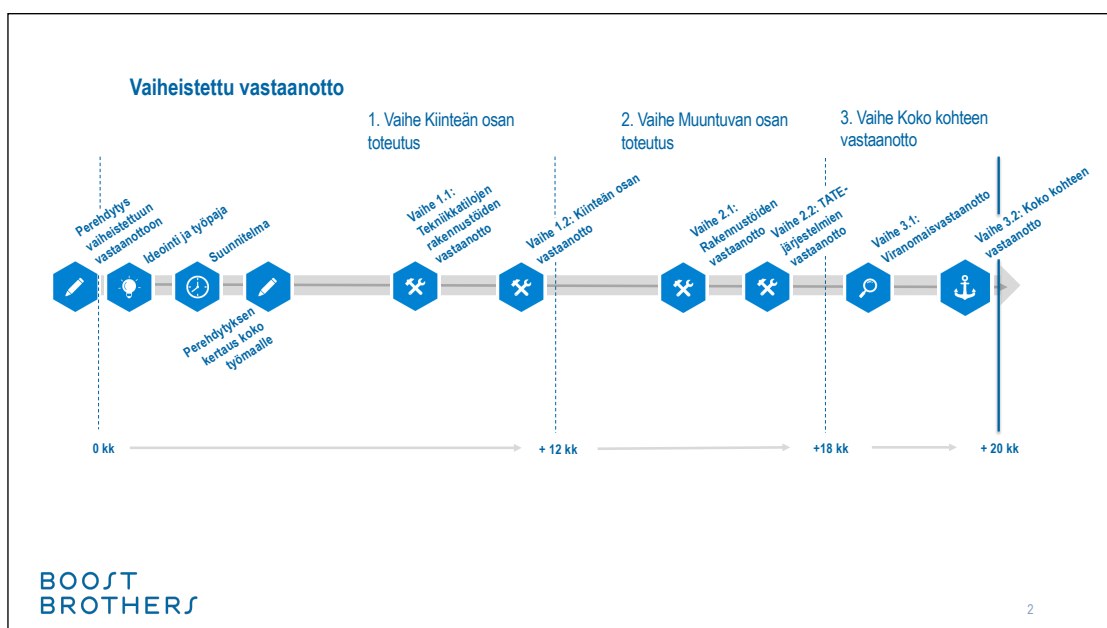 Vaiheistettu vastaanotto
1. Vaihe Kiinteän osan
toteutus
2. Vaihe Muuntuvan osan
toteutus
3. Vaihe Koko kohteen
vastaanotto
Perehdytys
vaiheistettuun
vastaanottoon
Ideointi ja työpaja
Suunnitelma
Perehdytyksen
kertaus koko
työmaalle
Vaihe 1.1:
Tekniikkatilojen
rakennustöiden
vastaanotto
Vaihe 1.2: Kiinteän osan
vastaanotto
Vaihe 2.1:
Rakennustöiden
vastaanotto
Vaihe 2.2: TATE-
järjestelmien
vastaanotto
Vaihe 3.1:
Viranomaisvastaanotto
Vaihe 3.2: Koko kohteen
vastaanotto
0 kk
+ 12 kk
+18 kk
+ 20 kk
BOOST
BROTHERS
2